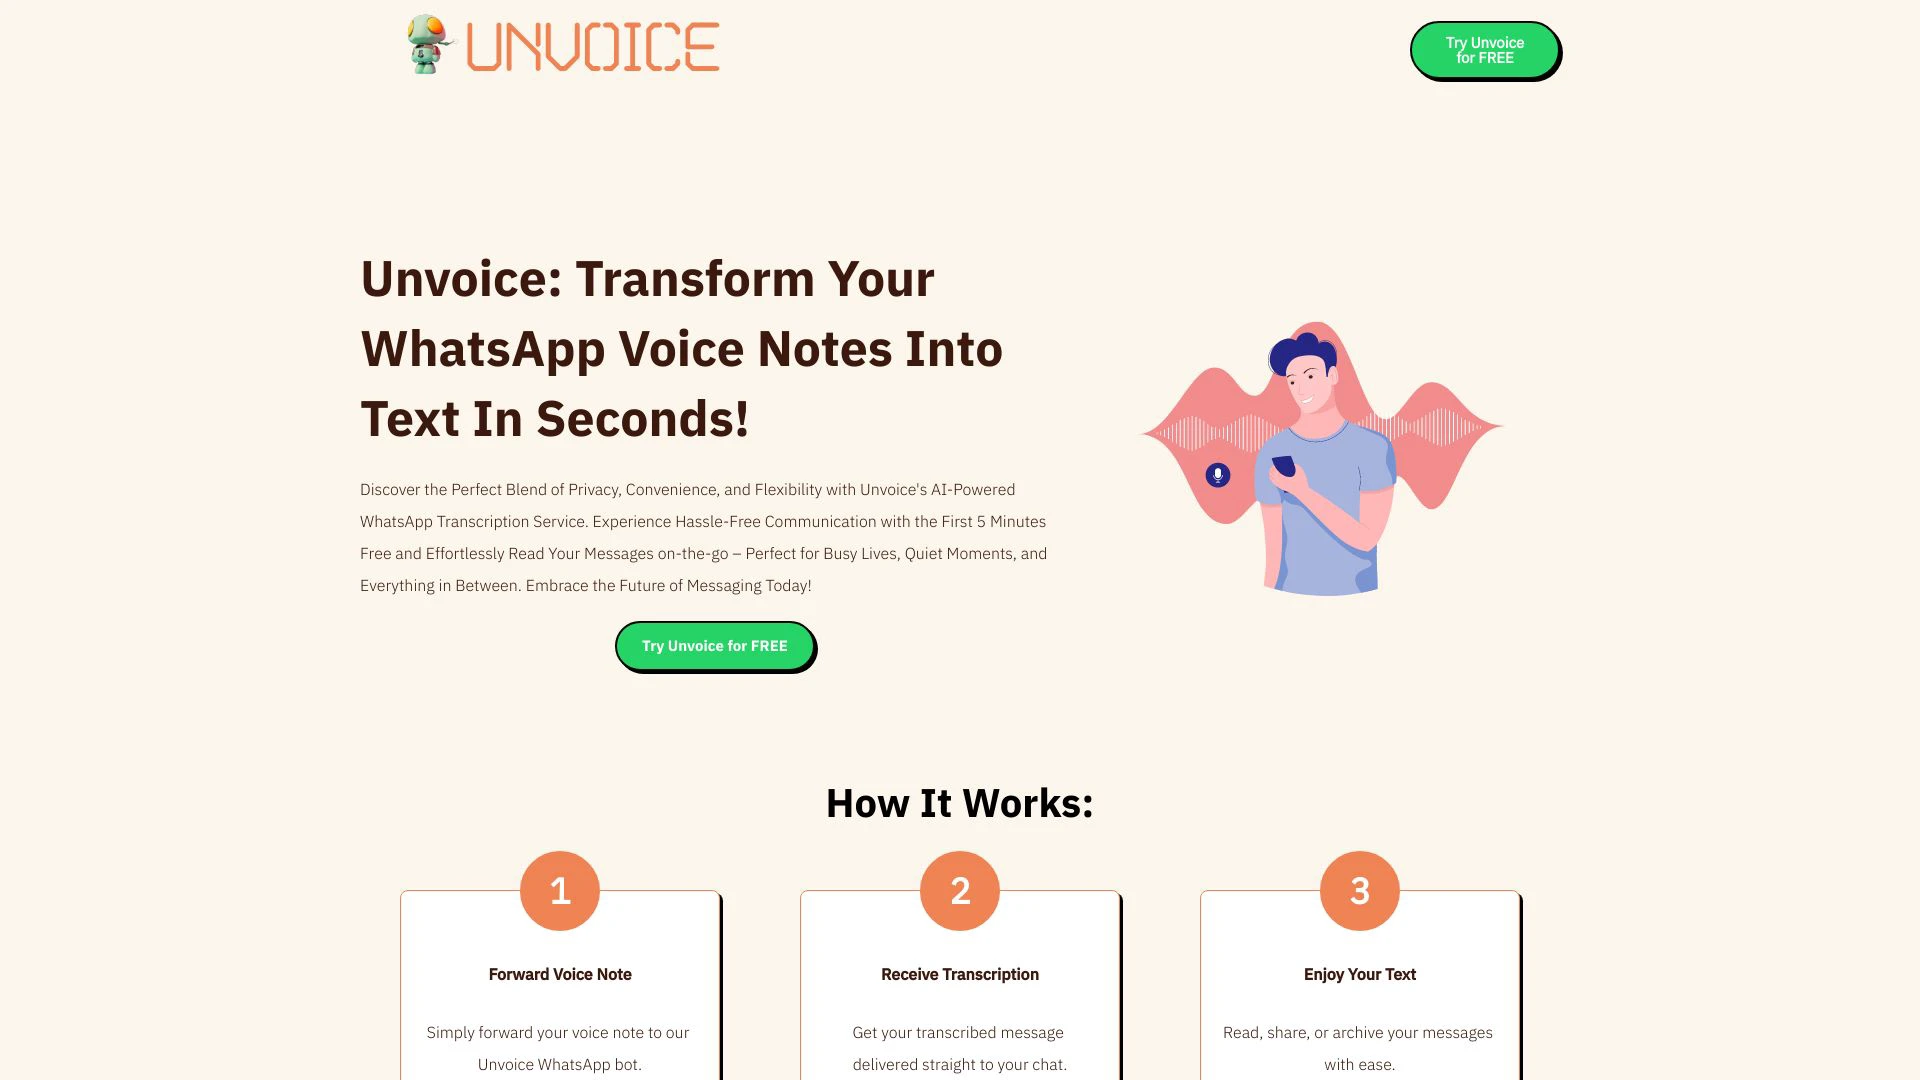 UNVOICE
Try Unvoice
for FREE
Unvoice: Transform Your
WhatsApp Voice Notes Into
Text In Seconds!
Discover the Perfect Blend of Privacy, Convenience, and Flexibility with Unvoice's AI-Powered
WhatsApp Transcription Service. Experience Hassle-Free Communication with the First 5 Minutes
Free and Effortlessly Read Your Messages on-the-go – Perfect for Busy Lives, Quiet Moments, and
Everything in Between. Embrace the Future of Messaging Today!
Try Unvoice for FREE
How It Works:
1
Forward Voice Note
Simply forward your voice note to our
Unvoice WhatsApp bot.
2
Receive Transcription
Get your transcribed message
delivered straight to your chat.
3
Enjoy Your Text
Read, share, or archive your messages
with ease.